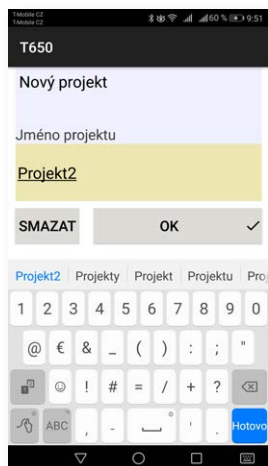 T-Mobile CZ
T-Mobile CZ
60 % 9:51
T650
Nový projekt
Jméno projektu
Projekt2
SMAZAT OK
Projekt2 Projekty Projekt Projektu Proj
1 2 3 4 5 6 7 8 9 0
@ € & _ ( ) : ; "
! # = / + ?
ABC , - ' .
Hotovo